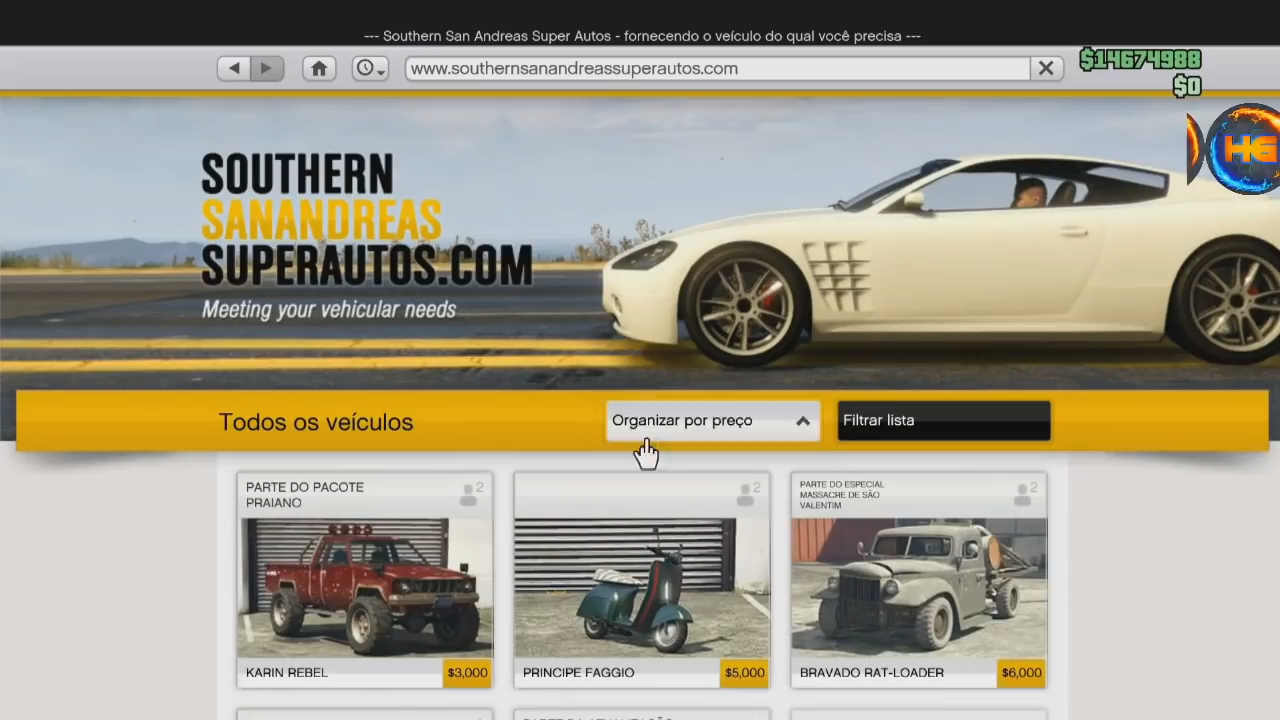 --- Southern San Andreas Super Autos - fornecendo o veículo do qual você precisa ---
www.southernsanandreassuperautos.com
$14674988
$0
HG
SOUTHERN
SANANDREAS
SUPERAUTOS.COM
Meeting your vehicular needs
Todos os veículos
Organizar por preço
Filtrar lista
PARTE DO PACOTE
PRAIANO
2
2
PARTE DO ESPECIAL
MASSACRE DE SÃO
VALENTIM
2
KARIN REBEL
$3,000
PRINCIPE FAGGIO
$5,000
BRAVADO RAT-LOADER
$6,000